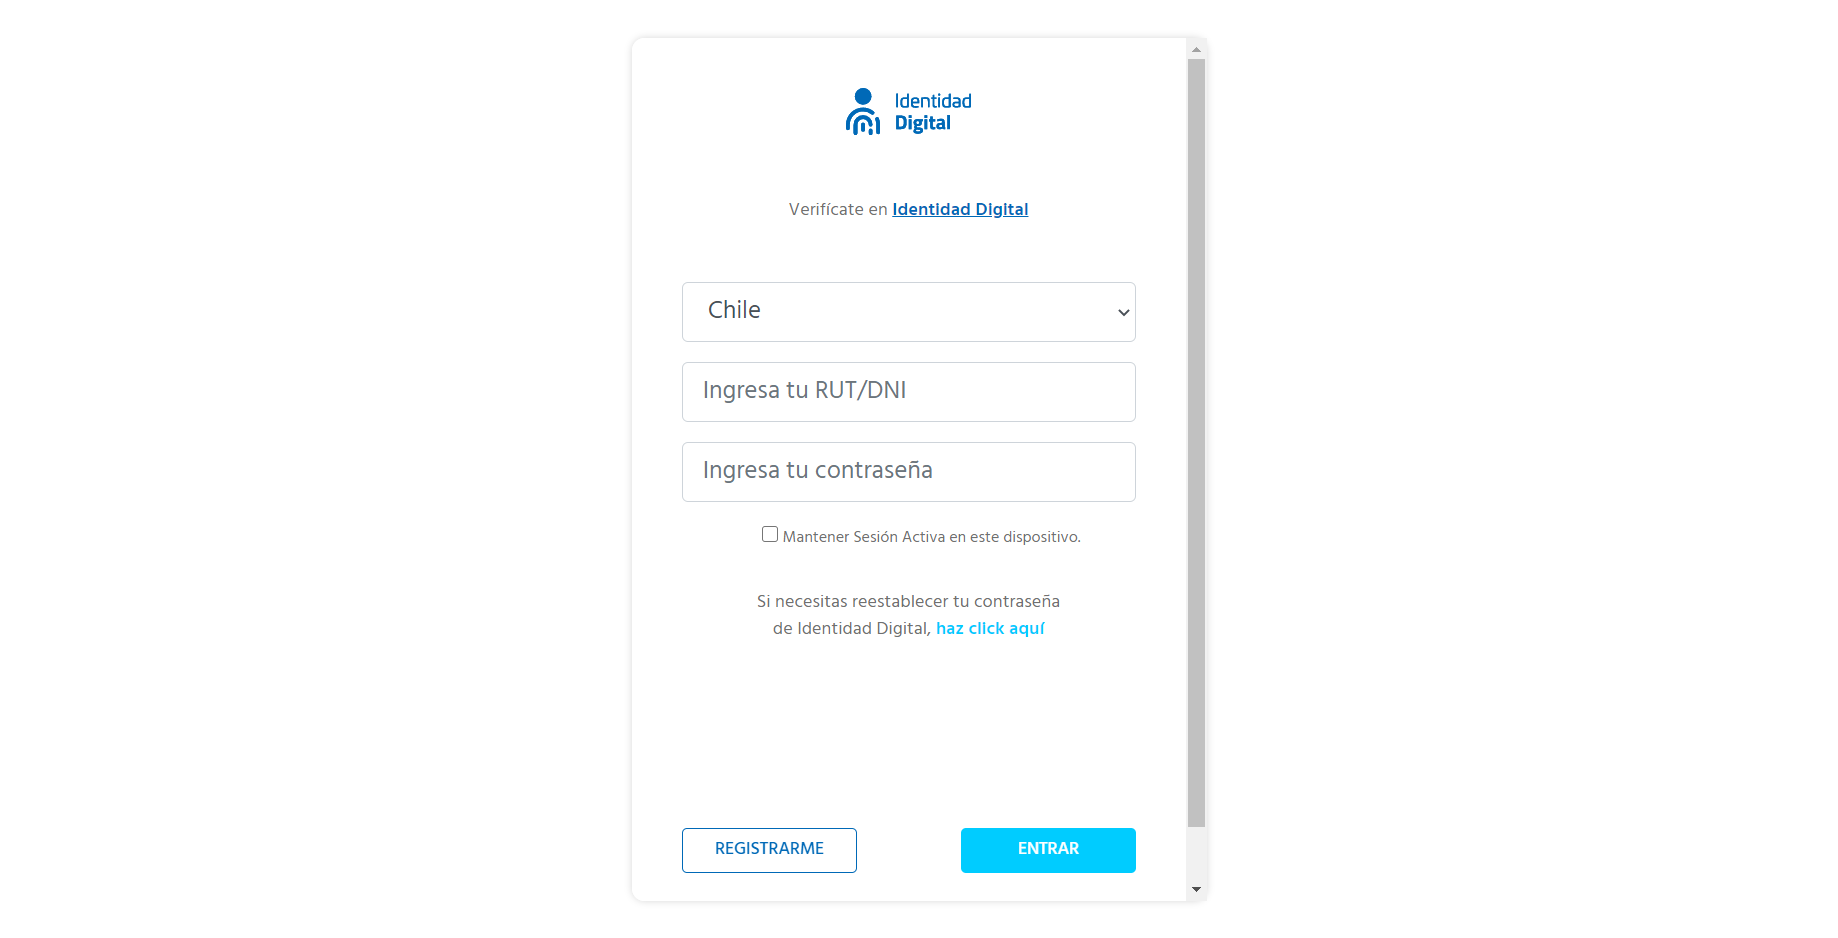 Identidad
Digital
Verifícate en Identidad Digital
Chile
Ingresa tu RUT/DNI
Ingresa tu contraseña
Mantener Sesión Activa en este dispositivo.
Si necesitas reestablecer tu contraseña
de Identidad Digital, haz click aquí
REGISTRARME
ENTRAR